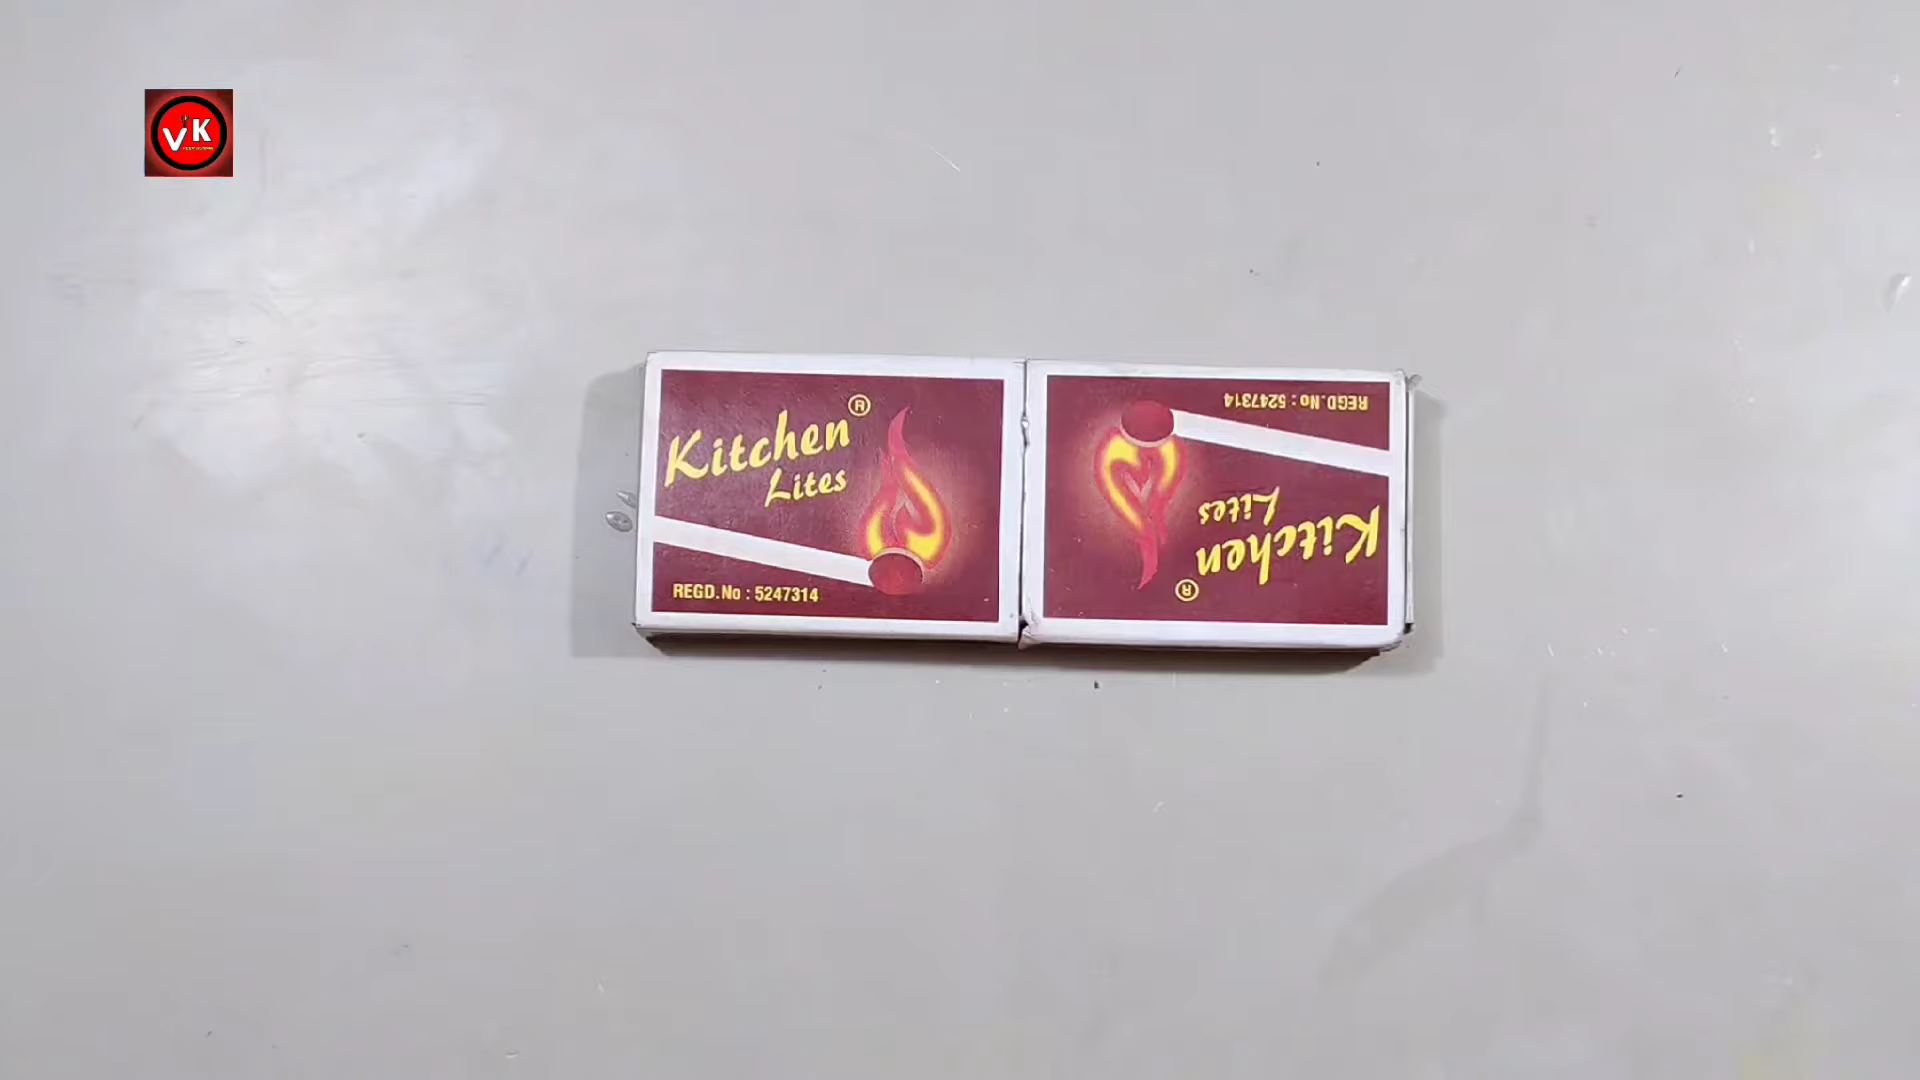 VK
Kitchen ®
Lites
REGD.No : 5247314
REGD.No : 5247314
Lites
Kitchen ®